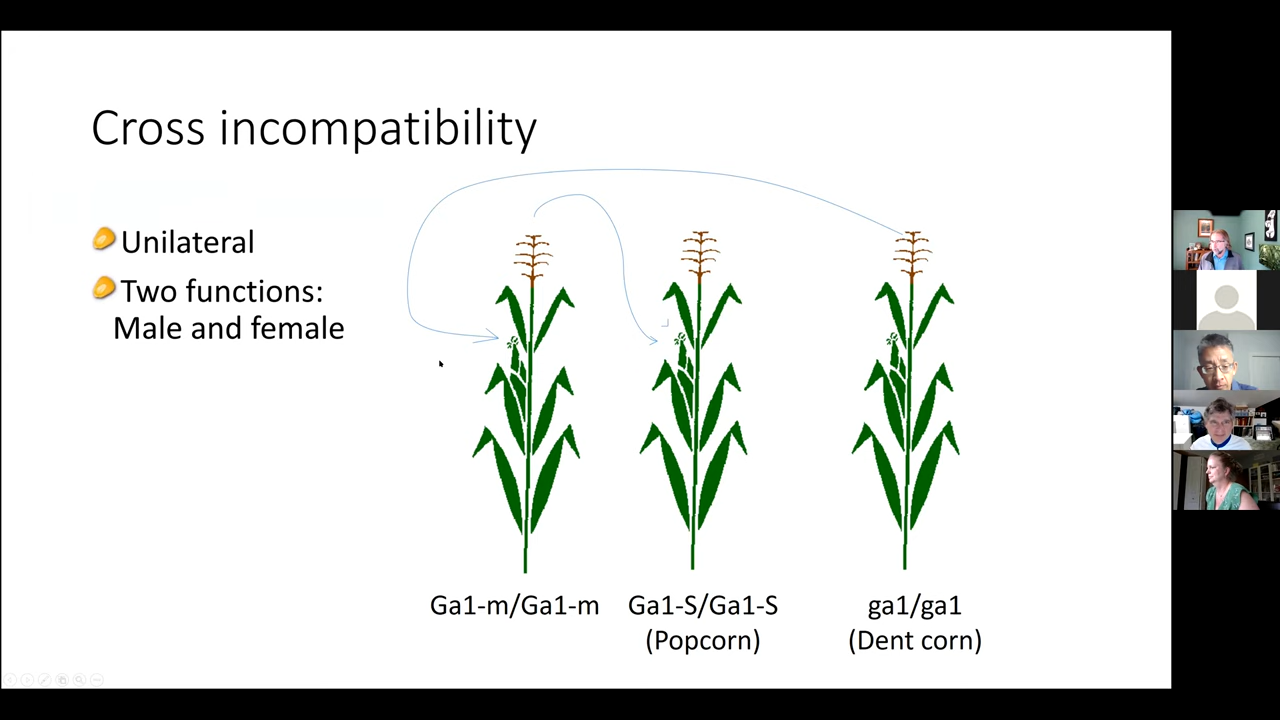 Cross incompatibility
Unilateral
Two functions:
Male and female
Ga1-m/Ga1-m
Ga1-S/Ga1-S
(Popcorn)
ga1/ga1
(Dent corn)